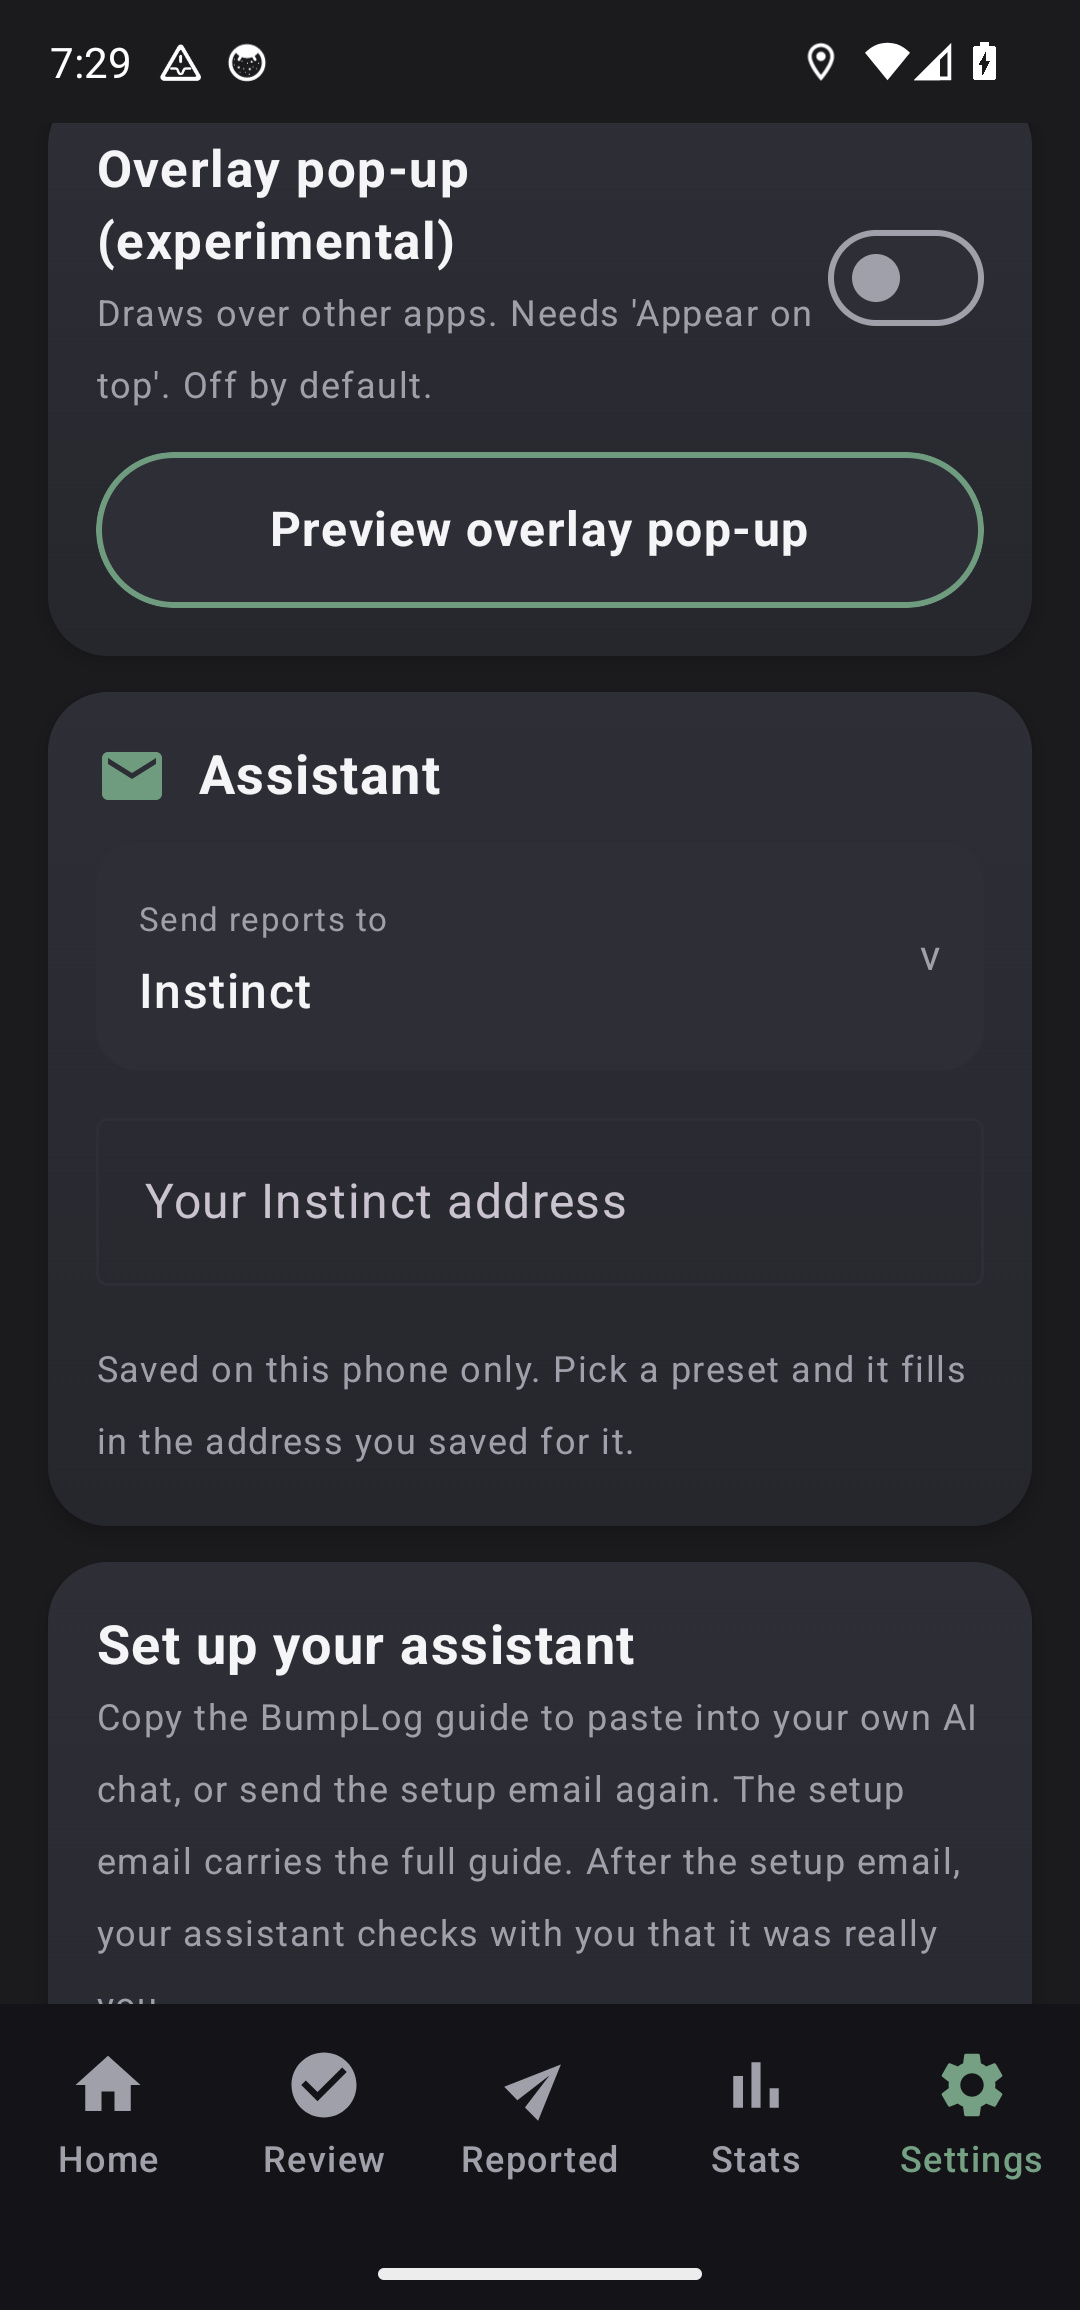 7:29
Overlay pop-up
(experimental)
Draws over other apps. Needs 'Appear on
top'. Off by default.
Preview overlay pop-up
Assistant
Send reports to
Instinct
v
Your Instinct address
Saved on this phone only. Pick a preset and it fills
in the address you saved for it.
Set up your assistant
Copy the BumpLog guide to paste into your own AI
chat, or send the setup email again. The setup
email carries the full guide. After the setup email,
your assistant checks with you that it was really
Home
Review
Reported
Stats
Settings